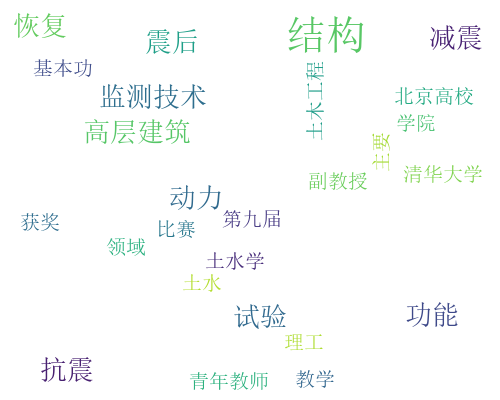 恢复
震后
结构
减震
基本功
监测技术
土木工程
北京高校
高层建筑
学院
主要
副教授
清华大学
动力
获奖
比赛
第九届
领域
土水学
土水
试验
功能
理工
抗震
青年教师
教学